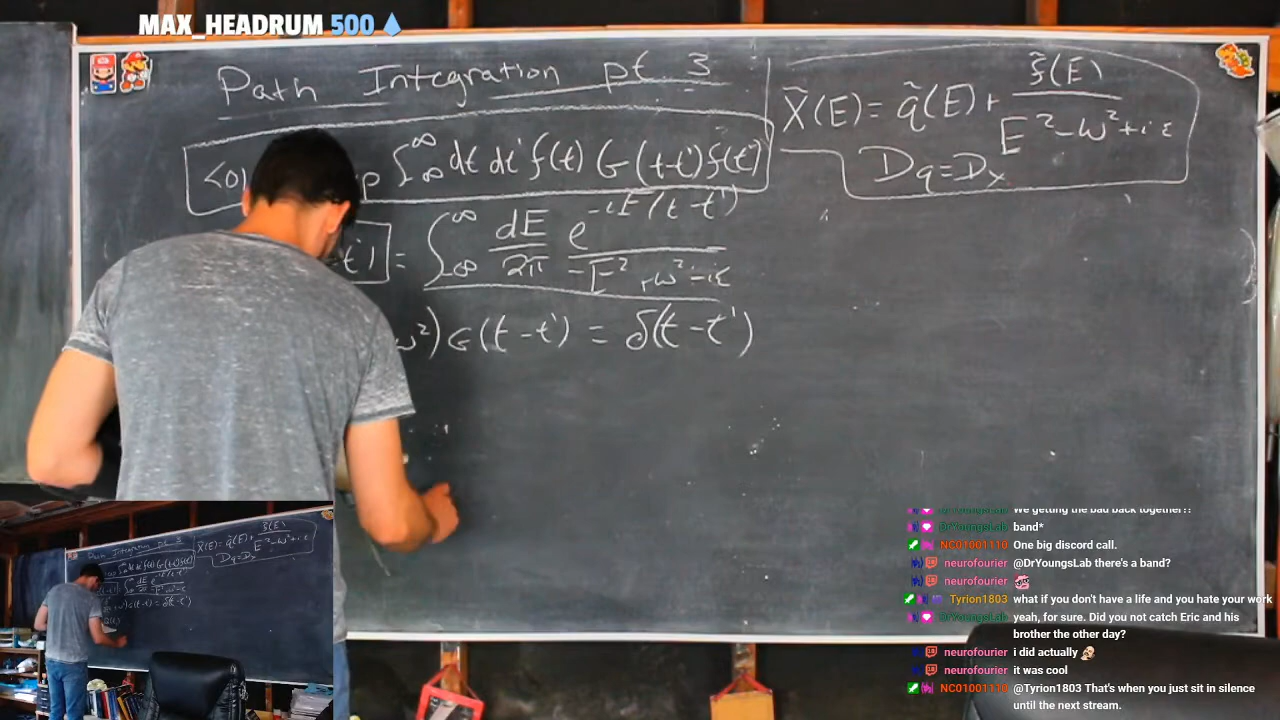 MAX_HEADRUM 500
Path Integration pt 3
<0| p ∫_{-∞}^{∞} dt dt' f(t) G(t-t') f(t')
X̃(E) = q̃(E) + f̃(E) / E²-ω²+iε
Dq = Dx
-t') = ∫_{-∞}^{∞} dE/2π e^{-iE(t-t')} / -E²+ω²-iε
ω²) G(t-t') = δ(t-t')
DrYoungsLab We getting the bad back together!!
DrYoungsLab band*
NC01001110 One big discord call.
neurofourier @DrYoungsLab there's a band?
neurofourier
Tyrion1803 what if you don't have a life and you hate your work
DrYoungsLab yeah, for sure. Did you not catch Eric and his
brother the other day?
neurofourier i did actually
neurofourier it was cool
NC01001110 @Tyrion1803 That's when you just sit in silence
until the next stream.